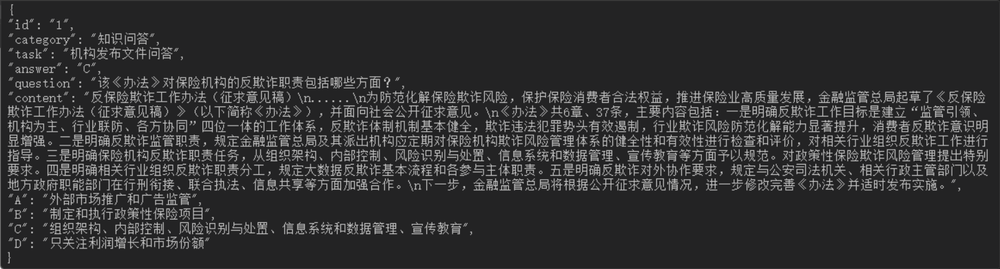 {
"id": "1",
"category": "知识问答",
"task": "机构发布文件问答",
"answer": "C",
"question": "该《办法》对保险机构的反欺诈职责包括哪些方面？",
"content": "反保险欺诈工作办法（征求意见稿）\n......\n为防范化解保险欺诈风险，保护保险消费者合法权益，推进保险业高质量发展，金融监管总局起草了《反保险
欺诈工作办法（征求意见稿）》（以下简称《办法》），并面向社会公开征求意见。\n《办法》共6章、37条，主要内容包括：一是明确反欺诈工作目标是建立“监管引领、
机构为主、行业联防、各方协同”四位一体的工作体系，反欺诈体制机制基本健全，欺诈违法犯罪势头有效遏制，行业欺诈风险防范化解能力显著提升，消费者反欺诈意识明
显增强。二是明确反欺诈监管职责，规定金融监管总局及其派出机构应定期对保险机构欺诈风险管理体系的健全性和有效性进行检查和评价，对相关行业组织反欺诈工作进行
指导。三是明确保险机构反欺诈职责任务，从组织架构、内部控制、风险识别与处置、信息系统和数据管理、宣传教育等方面予以规范。对政策性保险欺诈风险管理提出特别
要求。四是明确相关行业组织反欺诈职责分工，规定大数据反欺诈基本流程和各参与主体职责。五是明确反欺诈对外协作要求，规定与公安司法机关、相关行政主管部门以及
地方政府职能部门在行刑衔接、联合执法、信息共享等方面加强合作。\n下一步，金融监管总局将根据公开征求意见情况，进一步修改完善《办法》并适时发布实施。",
"A": "外部市场推广和广告监管",
"B": "制定和执行政策性保险项目",
"C": "组织架构、内部控制、风险识别与处置、信息系统和数据管理、宣传教育",
"D": "只关注利润增长和市场份额"
}